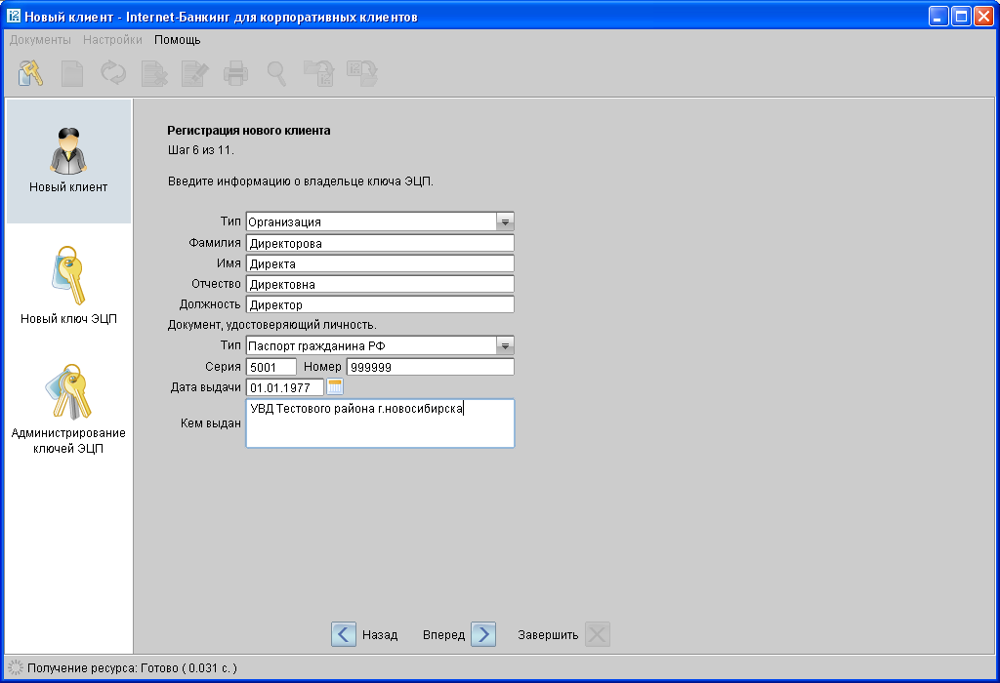 Новый клиент - Internet-Банкинг для корпоративных клиентов
Документы Настройки Помощь
Новый клиент
Новый ключ ЭЦП
Администрирование
ключей ЭЦП
Регистрация нового клиента
Шаг 6 из 11.
Введите информацию о владельце ключа ЭЦП.
Тип Организация
Фамилия Директорова
Имя Директа
Отчество Директовна
Должность Директор
Документ, удостоверяющий личность.
Тип Паспорт гражданина РФ
Серия 5001 Номер 999999
Дата выдачи 01.01.1977
Кем выдан УВД Тестового района г.новосибирска
Назад Вперед Завершить
Получение ресурса: Готово ( 0.031 с. )